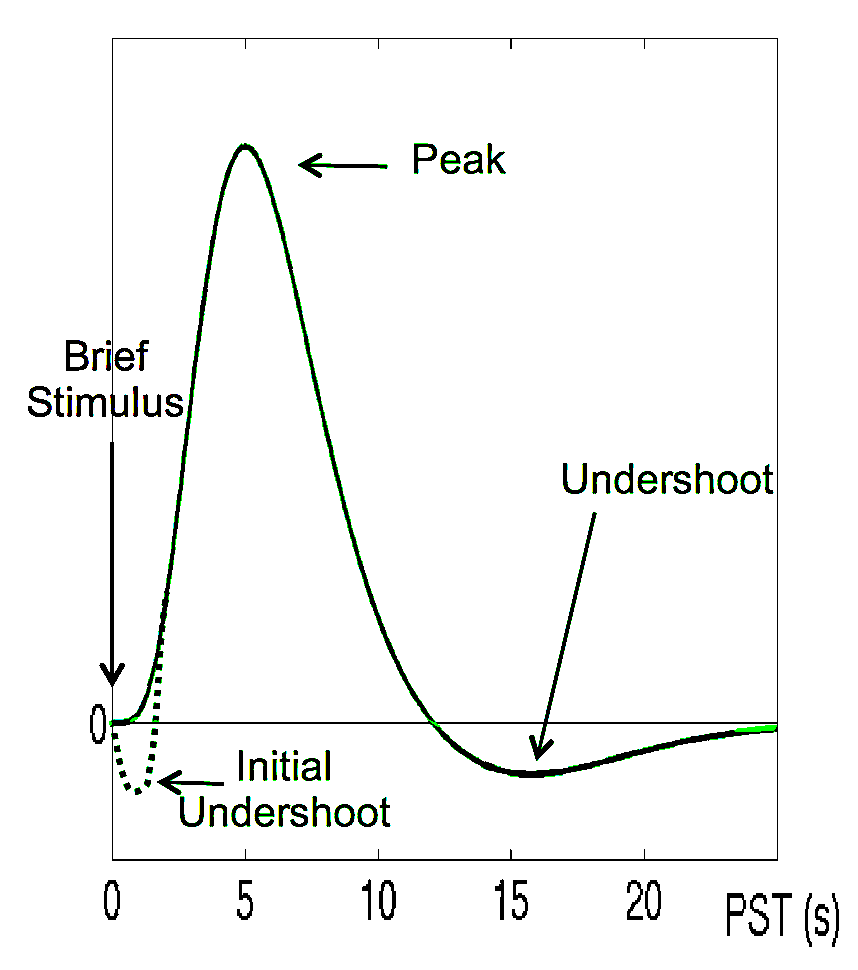 Peak
Brief
Stimulus
Undershoot
0
Initial
Undershoot
0
5
10
15
20
PST (s)